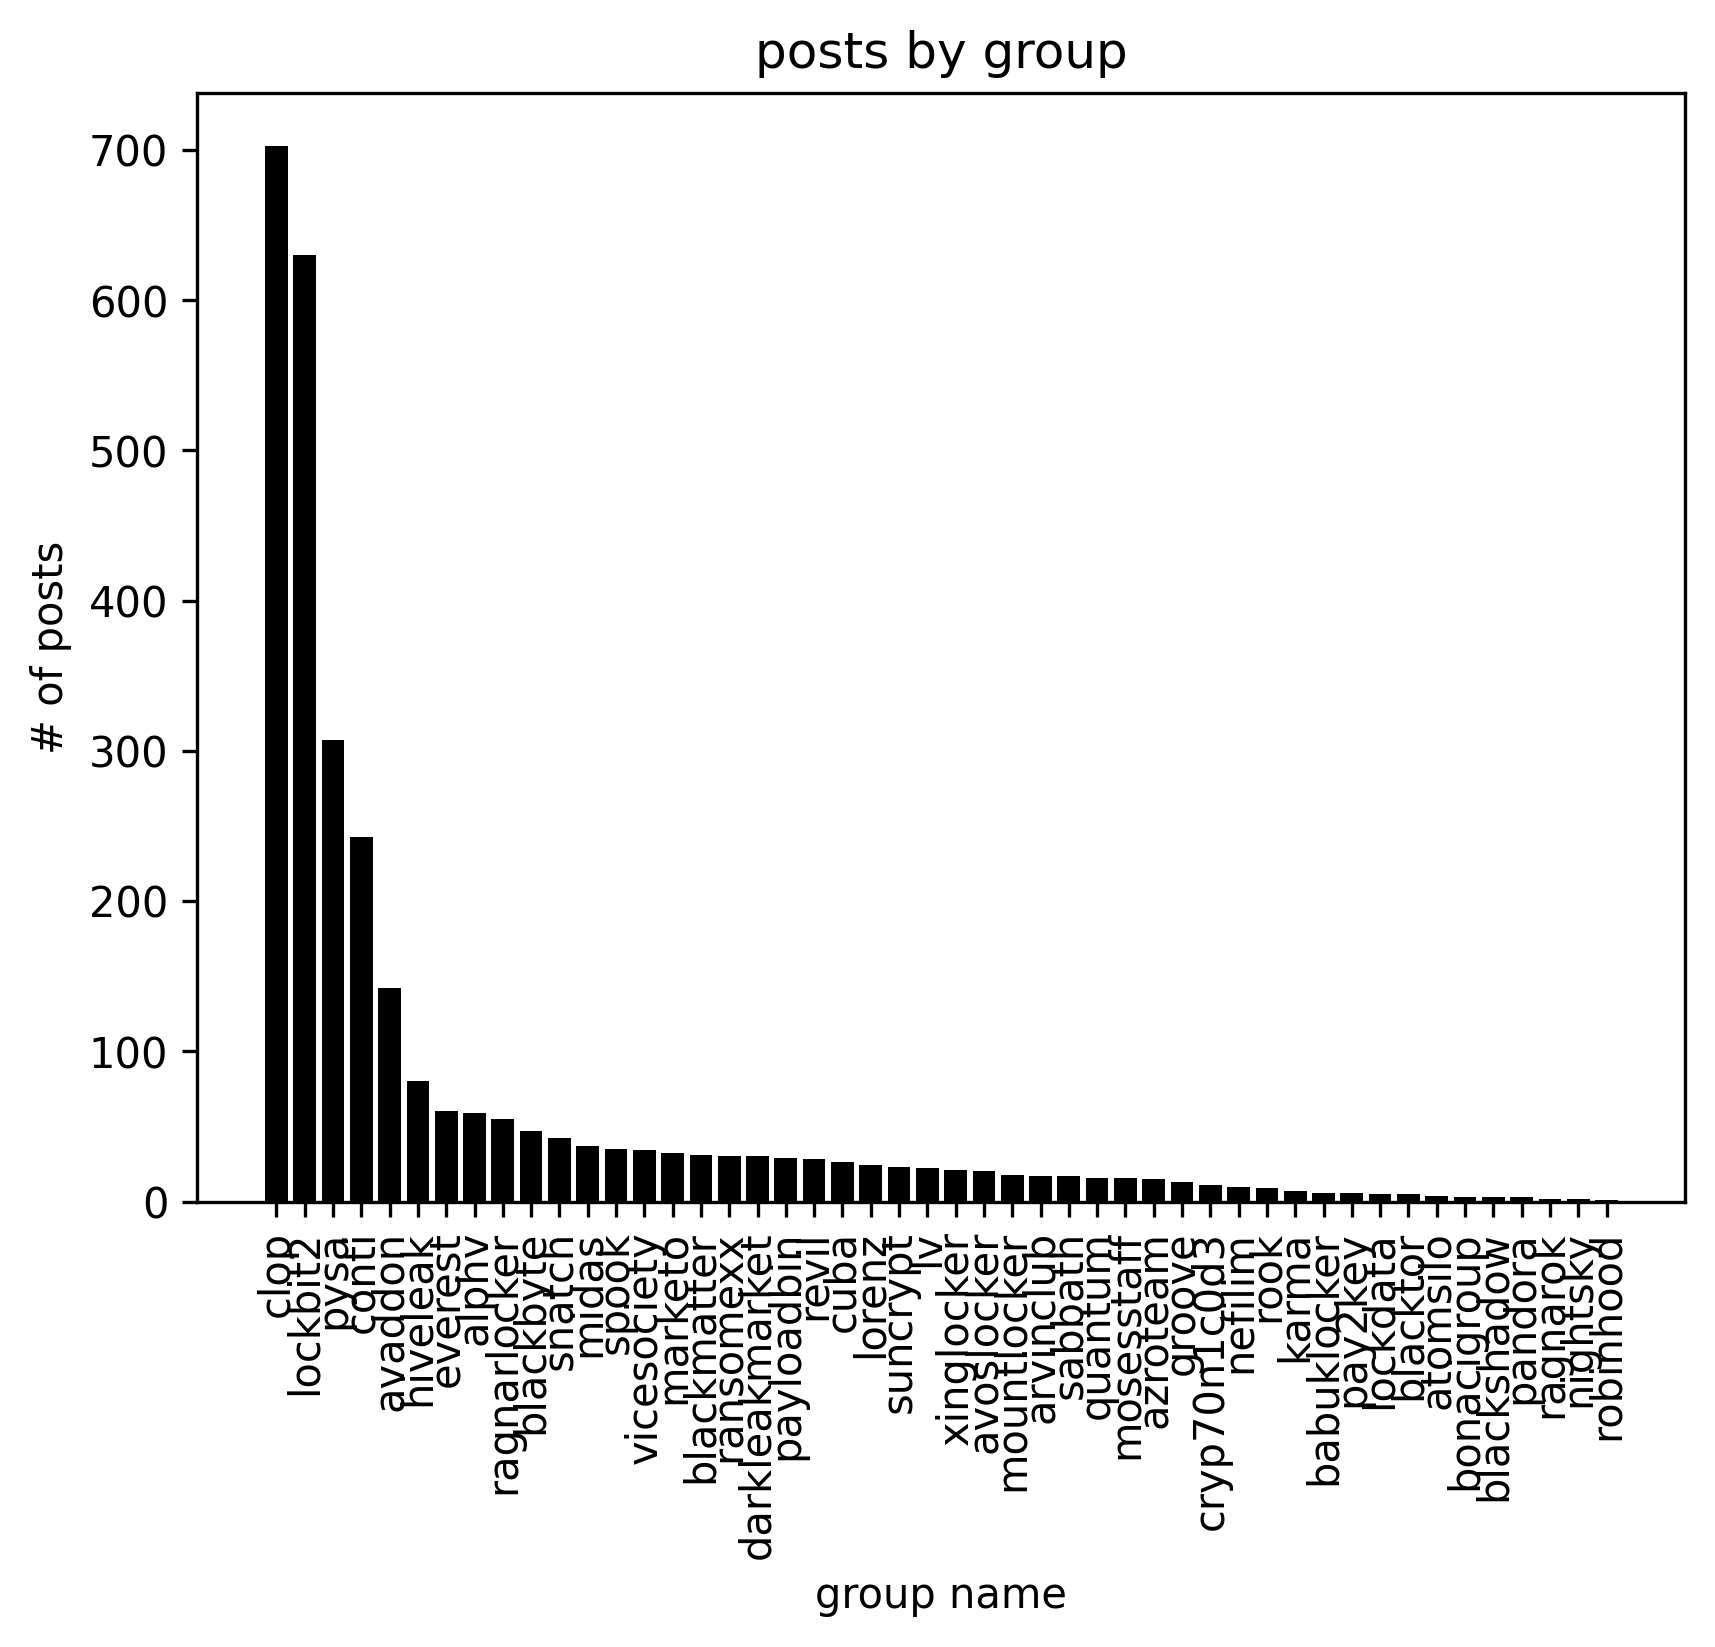 posts by group
# of posts
700
600
500
400
300
200
100
0
clop
lockbit2
pysa
conti
avaddon
hiveleak
everest
alphv
ragnarlocker
blackbyte
snatch
midas
spook
vicesociety
marketo
blackmatter
ransomexx
darkleakmarket
payloadbin
revil
cuba
lorenz
suncrypt
lv
xinglocker
avoslocker
mountlocker
arvinclub
sabbath
quantum
mosesstaff
azroteam
groove
cryp70n1c0d3
nefilim
rook
karma
babuklocker
pay2key
lockdata
blacktor
atomsilo
bonacigroup
blackshadow
pandora
ragnarok
nightsky
robinhood
group name